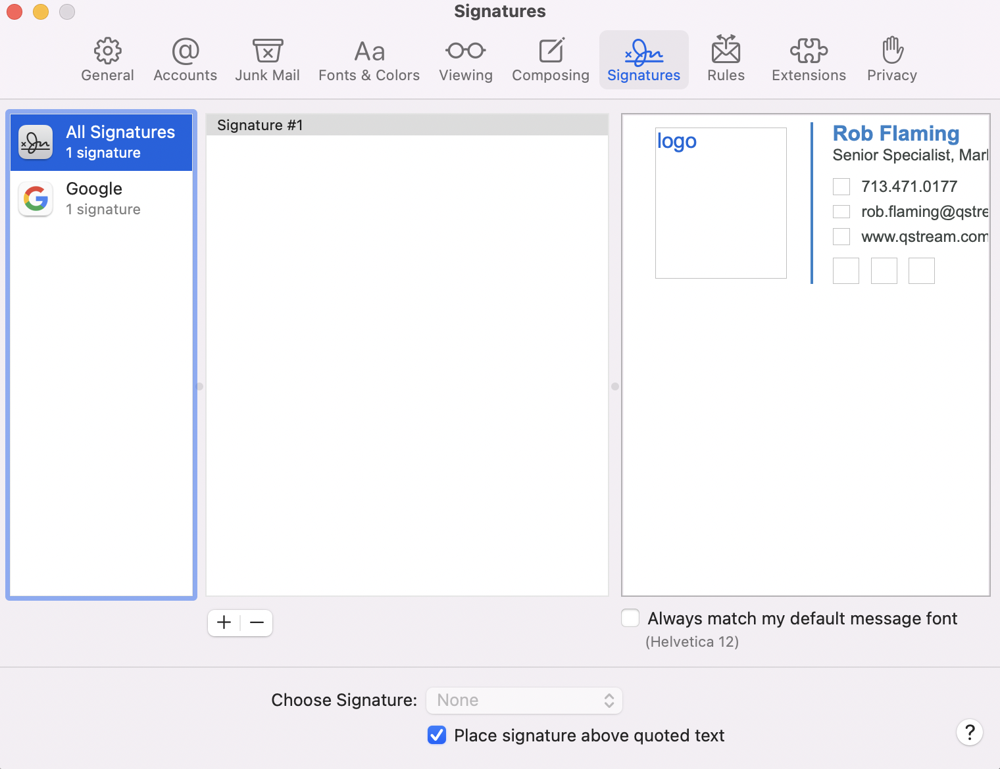 Signatures
General
Accounts
Junk Mail
Fonts & Colors
Viewing
Composing
Signatures
Rules
Extensions
Privacy
All Signatures
1 signature
Google
1 signature
Signature #1
logo
Rob Flaming
Senior Specialist, Mar
713.471.0177
rob.flaming@qstre
www.qstream.com
Always match my default message font
(Helvetica 12)
Choose Signature: None
Place signature above quoted text
?